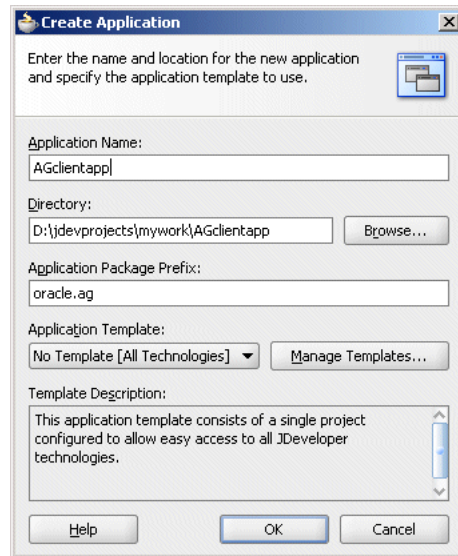 Create Application
Enter the name and location for the new application
and specify the application template to use.
Application Name:
AGclientapp
Directory:
D:\jdevprojects\mywork\AGclientapp
Browse...
Application Package Prefix:
oracle.ag
Application Template:
No Template [All Technologies]
Manage Templates...
Template Description:
This application template consists of a single project
configured to allow easy access to all JDeveloper
technologies.
Help
OK
Cancel